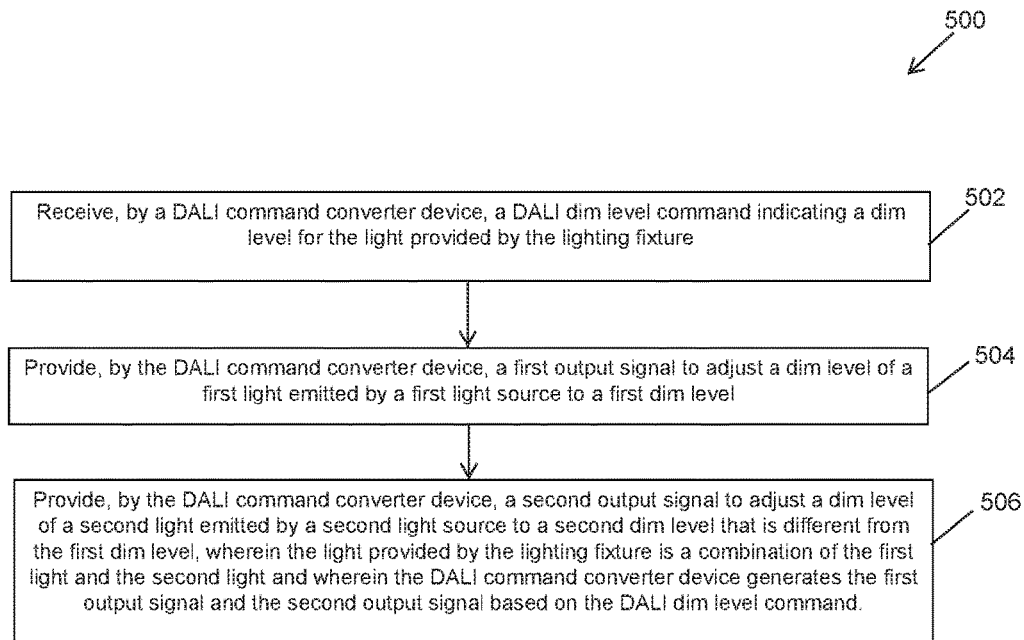 500
Receive, by a DALI command converter device, a DALI dim level command indicating a dim
level for the light provided by the lighting fixture
502
Provide, by the DALI command converter device, a first output signal to adjust a dim level of a
first light emitted by a first light source to a first dim level
504
Provide, by the DALI command converter device, a second output signal to adjust a dim level
of a second light emitted by a second light source to a second dim level that is different from
the first dim level, wherein the light provided by the lighting fixture is a combination of the first
light and the second light and wherein the DALI command converter device generates the first
output signal and the second output signal based on the DALI dim level command.
506